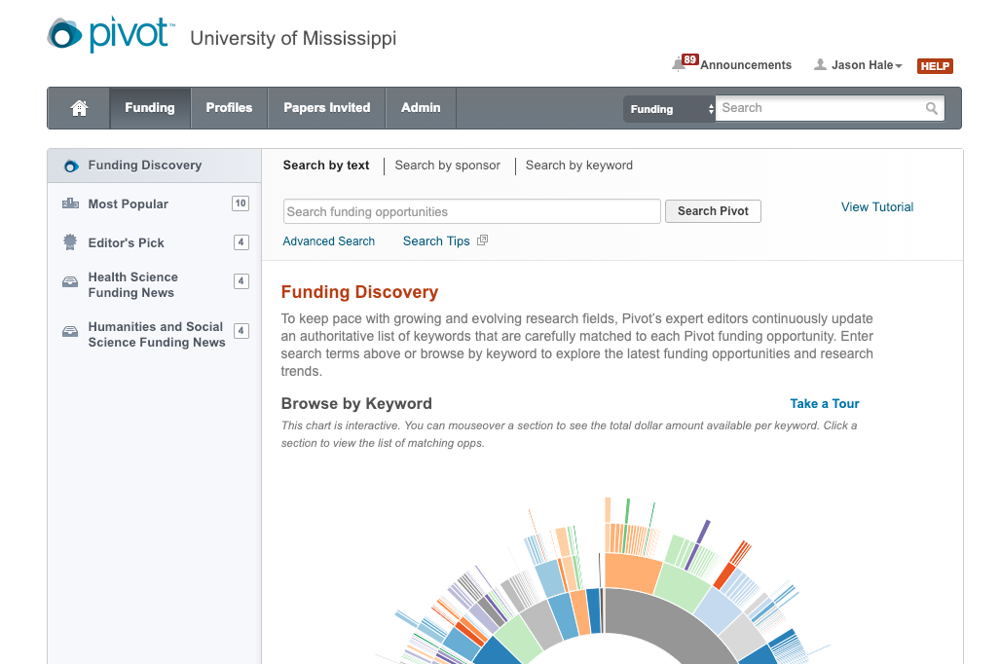 pivot™ University of Mississippi
89 Announcements Jason Hale HELP
Funding Profiles Papers Invited Admin Funding Search
Funding Discovery
Most Popular 10
Editor's Pick 4
Health Science
Funding News
4
Humanities and Social
Science Funding News
4
Search by text Search by sponsor Search by keyword
Search funding opportunities Search Pivot View Tutorial
Advanced Search Search Tips
Funding Discovery
To keep pace with growing and evolving research fields, Pivot's expert editors continuously update
an authoritative list of keywords that are carefully matched to each Pivot funding opportunity. Enter
search terms above or browse by keyword to explore the latest funding opportunities and research
trends.
Browse by Keyword Take a Tour
This chart is interactive. You can mouseover a section to see the total dollar amount available per keyword. Click a
section to view the list of matching opps.